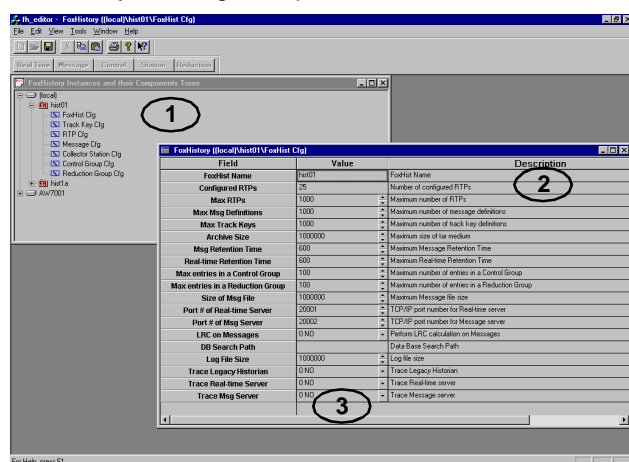 fh_editor - FoxHistory [(local)\hist01\FoxHist Cfg]
File Edit View Tools Window Help
Real Time Message Control Station Reduction
FoxHistory Instances and their Components Trees
(local)
hist01
FoxHist Cfg
Track Key Cfg
RTP Cfg
Message Cfg
Collector Station Cfg
Control Group Cfg
Reduction Group Cfg
hist1a
AW7001
1
FoxHistory [(local)\hist01\FoxHist Cfg]
Field Value Description
FoxHist Name hist01 FoxHist Name
Configured RTPs 25 Number of configured RTPs
Max RTPs 1000 Maximum number of RTPs
Max Msg Definitions 1000 Maximum number of message definitions
Max Track Keys 1000 Maximum number of track key definitions
Archive Size 1000000 Maximum size of tar medium
Msg Retention Time 600 Maximum Message Retention Time
Real-time Retention Time 600 Maximum Real-time Retention Time
Max entries in a Control Group 100 Maximum number of entries in a Control Group
Max entries in a Reduction Group 100 Maximum number of entries in a Reduction Group
Size of Msg File 1000000 Maximum Message file size
Port # of Real-time Server 20001 TCP/IP port number for Real-time server
Port # of Msg Server 20002 TCP/IP port number for Message server
LRC on Messages 0 NO Perform LRC calculation on Messages
DB Search Path Data Base Search Path
Log File Size 1000000 Log file size
Trace Legacy Historian 0 NO Trace Legacy Historian
Trace Real-time Server 0 NO Trace Real-time server
Trace Msg Server 0 NO Trace Message server
2
3
For Help, press F1